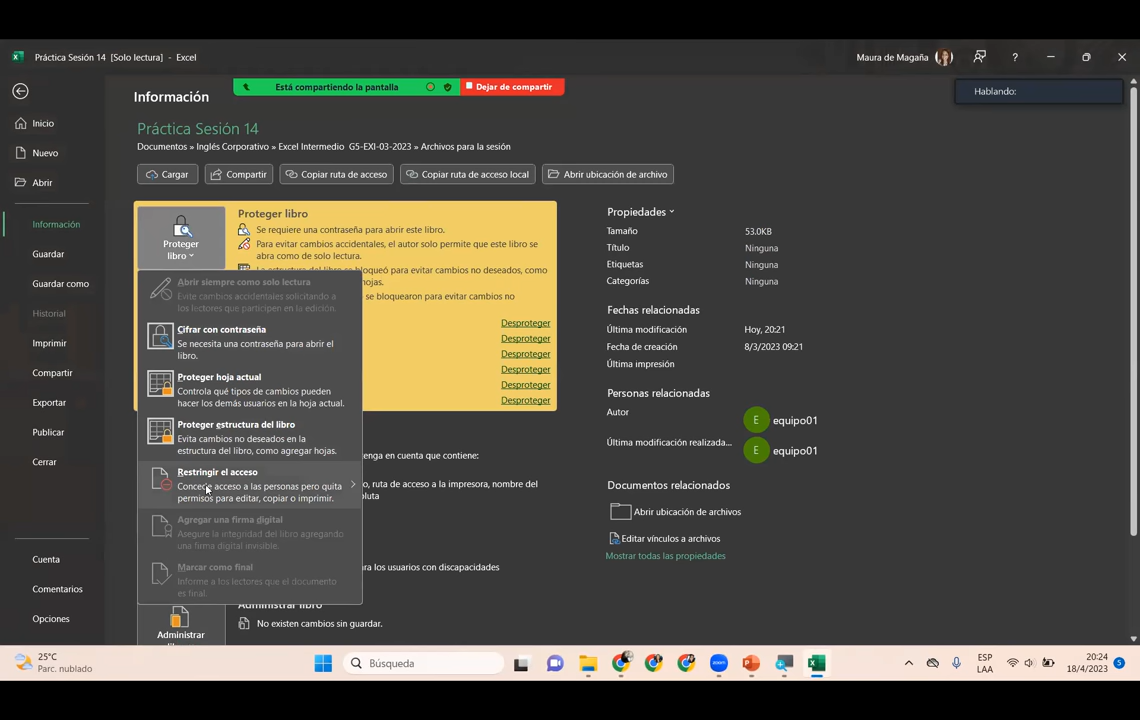 Práctica Sesión 14 [Solo lectura] - Excel
Maura de Magaña
?
Está compartiendo la pantalla
Dejar de compartir
Hablando:
Información
Práctica Sesión 14
Documentos » Inglés Corporativo » Excel Intermedio G5-EXI-03-2023 » Archivos para la sesión
Cargar
Compartir
Copiar ruta de acceso
Copiar ruta de acceso local
Abrir ubicación de archivo
Inicio
Nuevo
Abrir
Información
Guardar
Guardar como
Historial
Imprimir
Compartir
Exportar
Publicar
Cerrar
Cuenta
Comentarios
Opciones
Proteger
libro
Proteger libro
Se requiere una contraseña para abrir este libro.
Para evitar cambios accidentales, el autor solo permite que este libro se
abra como de solo lectura.
La estructura del libro se bloqueó para evitar cambios no deseados, como
hojas.
se bloquearon para evitar cambios no
Desproteger
Desproteger
Desproteger
Desproteger
Desproteger
Desproteger
Abrir siempre como solo lectura
Evite cambios accidentales solicitando a
los lectores que participen en la edición.
Cifrar con contraseña
Se necesita una contraseña para abrir el
libro.
Proteger hoja actual
Controla qué tipos de cambios pueden
hacer los demás usuarios en la hoja actual.
Proteger estructura del libro
Evita cambios no deseados en la
estructura del libro, como agregar hojas.
Restringir el acceso
Concede acceso a las personas pero quita
permisos para editar, copiar o imprimir.
Agregar una firma digital
Asegure la integridad del libro agregando
una firma digital invisible.
Marcar como final
Informe a los lectores que el documento
es final.
tenga en cuenta que contiene:
, ruta de acceso a la impresora, nombre del
luta
para los usuarios con discapacidades
Administrar libro
No existen cambios sin guardar.
Administrar
Propiedades
Tamaño 53.0KB
Título Ninguna
Etiquetas Ninguna
Categorías Ninguna
Fechas relacionadas
Última modificación Hoy, 20:21
Fecha de creación 8/3/2023 09:21
Última impresión
Personas relacionadas
Autor
E equipo01
Última modificación realizada...
E equipo01
Documentos relacionados
Abrir ubicación de archivos
Editar vínculos a archivos
Mostrar todas las propiedades
25°C
Parc. nublado
Búsqueda
zoom
ESP
LAA
20:24
18/4/2023
5